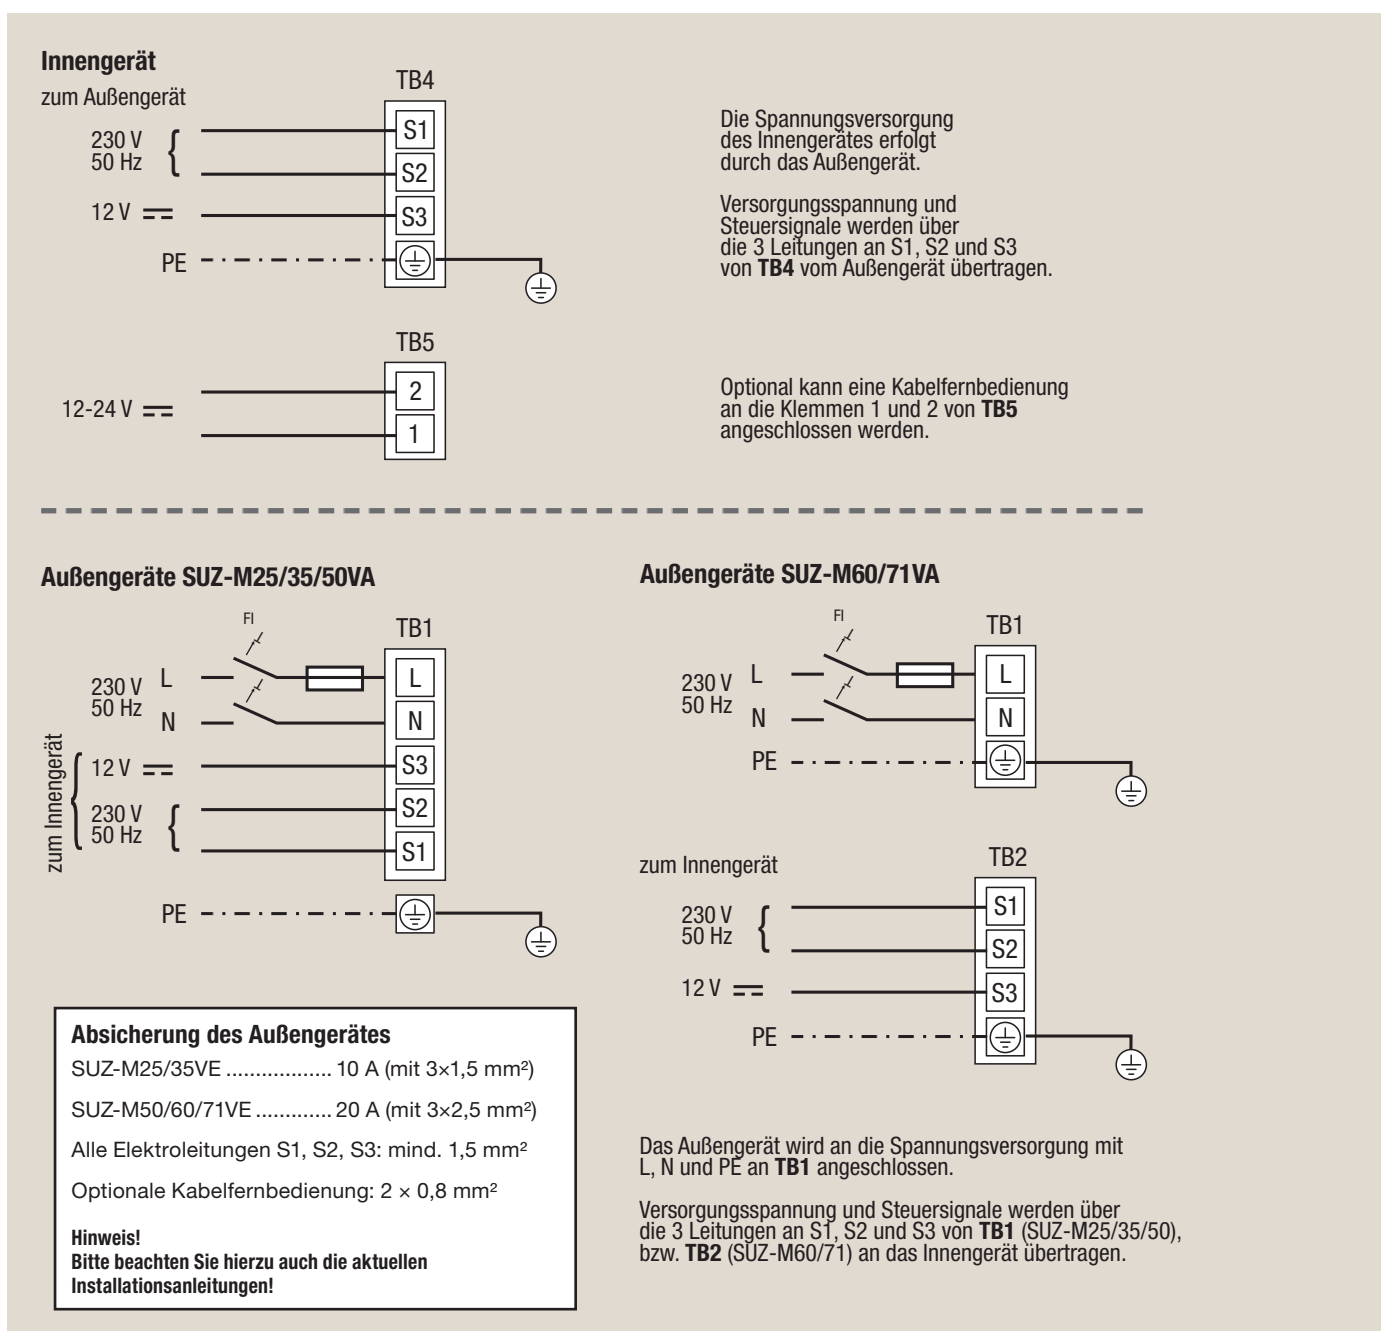 Innengerät
zum Außengerät
TB4
230 V
50 Hz
{
S1
S2
12 V
S3
PE
Die Spannungsversorgung
des Innengerätes erfolgt
durch das Außengerät.
Versorgungsspannung und
Steuersignale werden über
die 3 Leitungen an S1, S2 und S3
von TB4 vom Außengerät übertragen.
TB5
12-24 V
2
1
Optional kann eine Kabelfernbedienung
an die Klemmen 1 und 2 von TB5
angeschlossen werden.
Außengeräte SUZ-M25/35/50VA
FI
TB1
230 V
50 Hz
L
N
L
N
zum Innengerät
{
12 V
S3
230 V
50 Hz
{
S2
S1
PE
Absicherung des Außengerätes
SUZ-M25/35VE .................. 10 A (mit 3×1,5 mm²)
SUZ-M50/60/71VE ............. 20 A (mit 3×2,5 mm²)
Alle Elektroleitungen S1, S2, S3: mind. 1,5 mm²
Optionale Kabelfernbedienung: 2 × 0,8 mm²
Hinweis!
Bitte beachten Sie hierzu auch die aktuellen
Installationsanleitungen!
Außengeräte SUZ-M60/71VA
FI
TB1
230 V
50 Hz
L
N
L
N
PE
zum Innengerät
TB2
230 V
50 Hz
{
S1
S2
12 V
S3
PE
Das Außengerät wird an die Spannungsversorgung mit
L, N und PE an TB1 angeschlossen.
Versorgungsspannung und Steuersignale werden über
die 3 Leitungen an S1, S2 und S3 von TB1 (SUZ-M25/35/50),
bzw. TB2 (SUZ-M60/71) an das Innengerät übertragen.